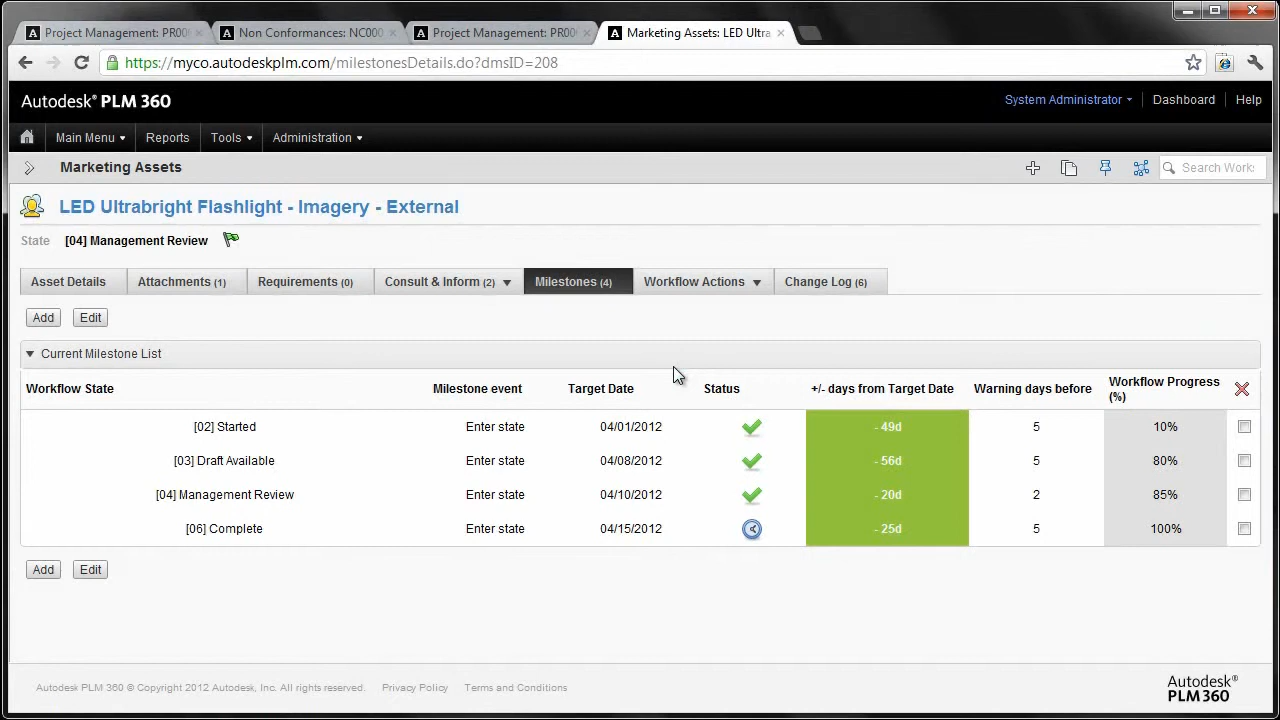 Project Management: PR00
Non Conformances: NC000
Project Management: PR00
Marketing Assets: LED Ultra
https://myco.autodeskplm.com/milestonesDetails.do?dmsID=208
Autodesk® PLM 360
System Administrator
Dashboard
Help
Main Menu
Reports
Tools
Administration
Marketing Assets
Search Works
LED Ultrabright Flashlight - Imagery - External
State [04] Management Review
Asset Details
Attachments (1)
Requirements (0)
Consult & Inform (2)
Milestones (4)
Workflow Actions
Change Log (6)
Add Edit
Current Milestone List
Workflow State Milestone event Target Date Status +/- days from Target Date Warning days before Workflow Progress (%)
[02] Started Enter state 04/01/2012 - 49d 5 10%
[03] Draft Available Enter state 04/08/2012 - 56d 5 80%
[04] Management Review Enter state 04/10/2012 - 20d 2 85%
[06] Complete Enter state 04/15/2012 - 25d 5 100%
Add Edit
Autodesk PLM 360 © Copyright 2012 Autodesk, Inc. All rights reserved. Privacy Policy Terms and Conditions
Autodesk®
PLM 360